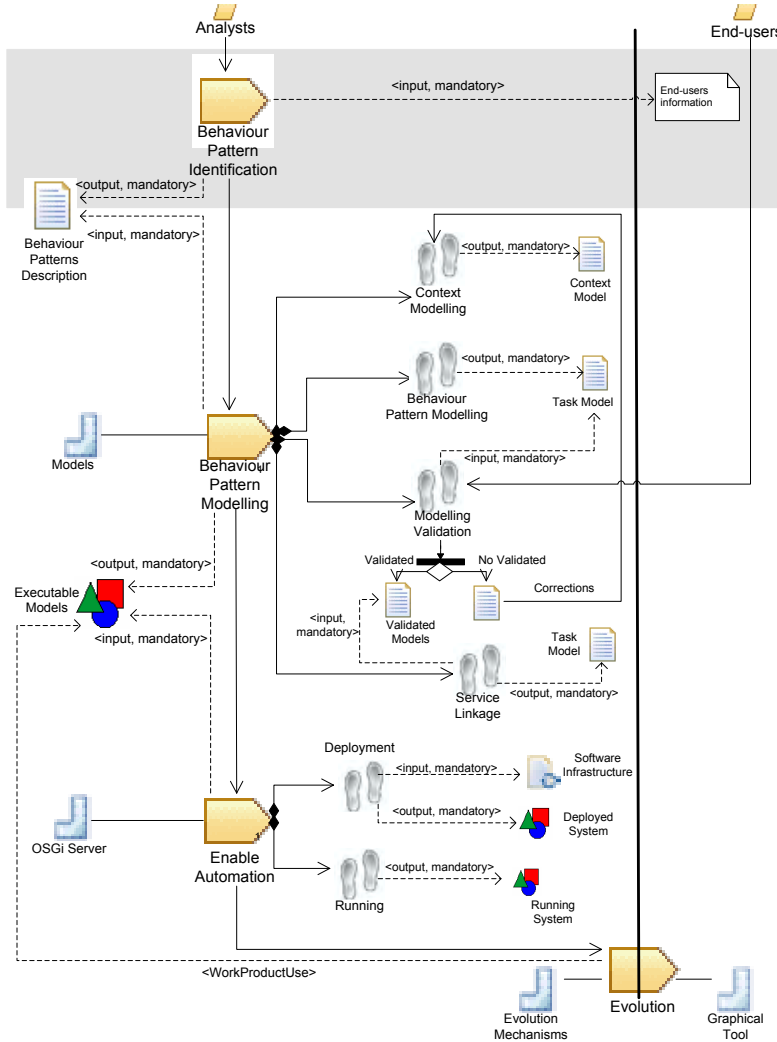 Analysts
End-users
<input, mandatory>
End-users
information
Behaviour
Pattern
Identification
<output, mandatory>
<input, mandatory>
Behaviour
Patterns
Description
<output, mandatory>
Context
Modelling
Context
Model
<output, mandatory>
Behaviour
Pattern Modelling
Task Model
Models
Behaviour
Pattern
Modelling
<input, mandatory>
Modelling
Validation
Validated
No Validated
<output, mandatory>
Executable
Models
<input, mandatory>
Corrections
<input,
mandatory>
Validated
Models
Task
Model
Service
Linkage
<output, mandatory>
Deployment
<input, mandatory>
Software
Infrastructure
<output, mandatory>
Deployed
System
OSGi Server
Enable
Automation
<output, mandatory>
Running
Running
System
<WorkProductUse>
Evolution
Evolution
Mechanisms
Graphical
Tool